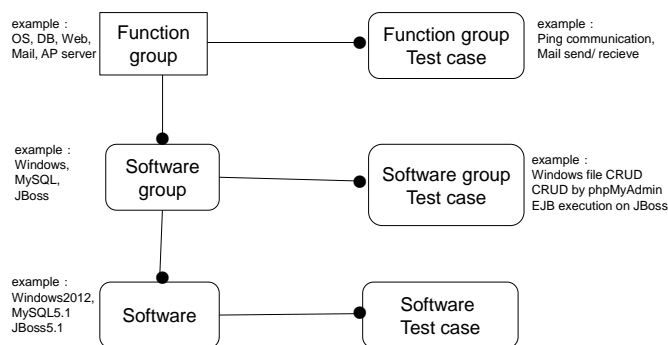 example :
OS, DB, Web,
Mail, AP server
Function
group
Function group
Test case
example :
Ping communication,
Mail send/ recieve
example :
Windows,
MySQL,
JBoss
Software
group
Software group
Test case
example :
Windows file CRUD
CRUD by phpMyAdmin
EJB execution on JBoss
example :
Windows2012,
MySQL5.1
JBoss5.1
Software
Software
Test case